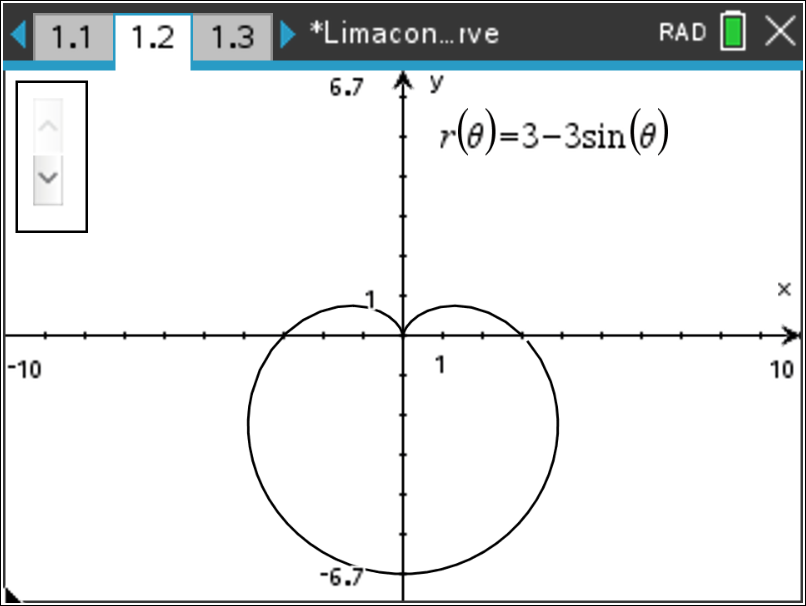 1.1 1.2 1.3 *Limacon...rve RAD
6.7 y
r(θ)=3−3sin(θ)
x
1
-10 1 10
-6.7